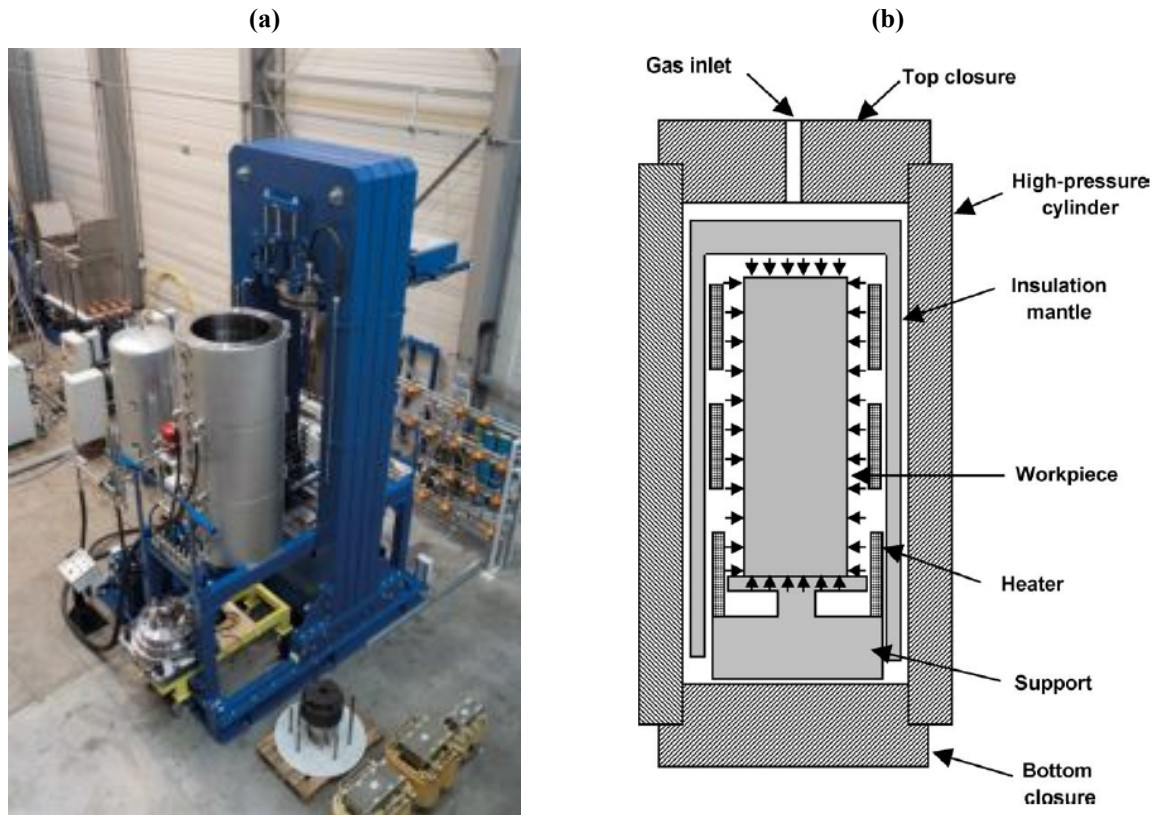 (a)
(b)
Gas inlet
Top closure
High-pressure
cylinder
Insulation
mantle
Workpiece
Heater
Support
Bottom
closure